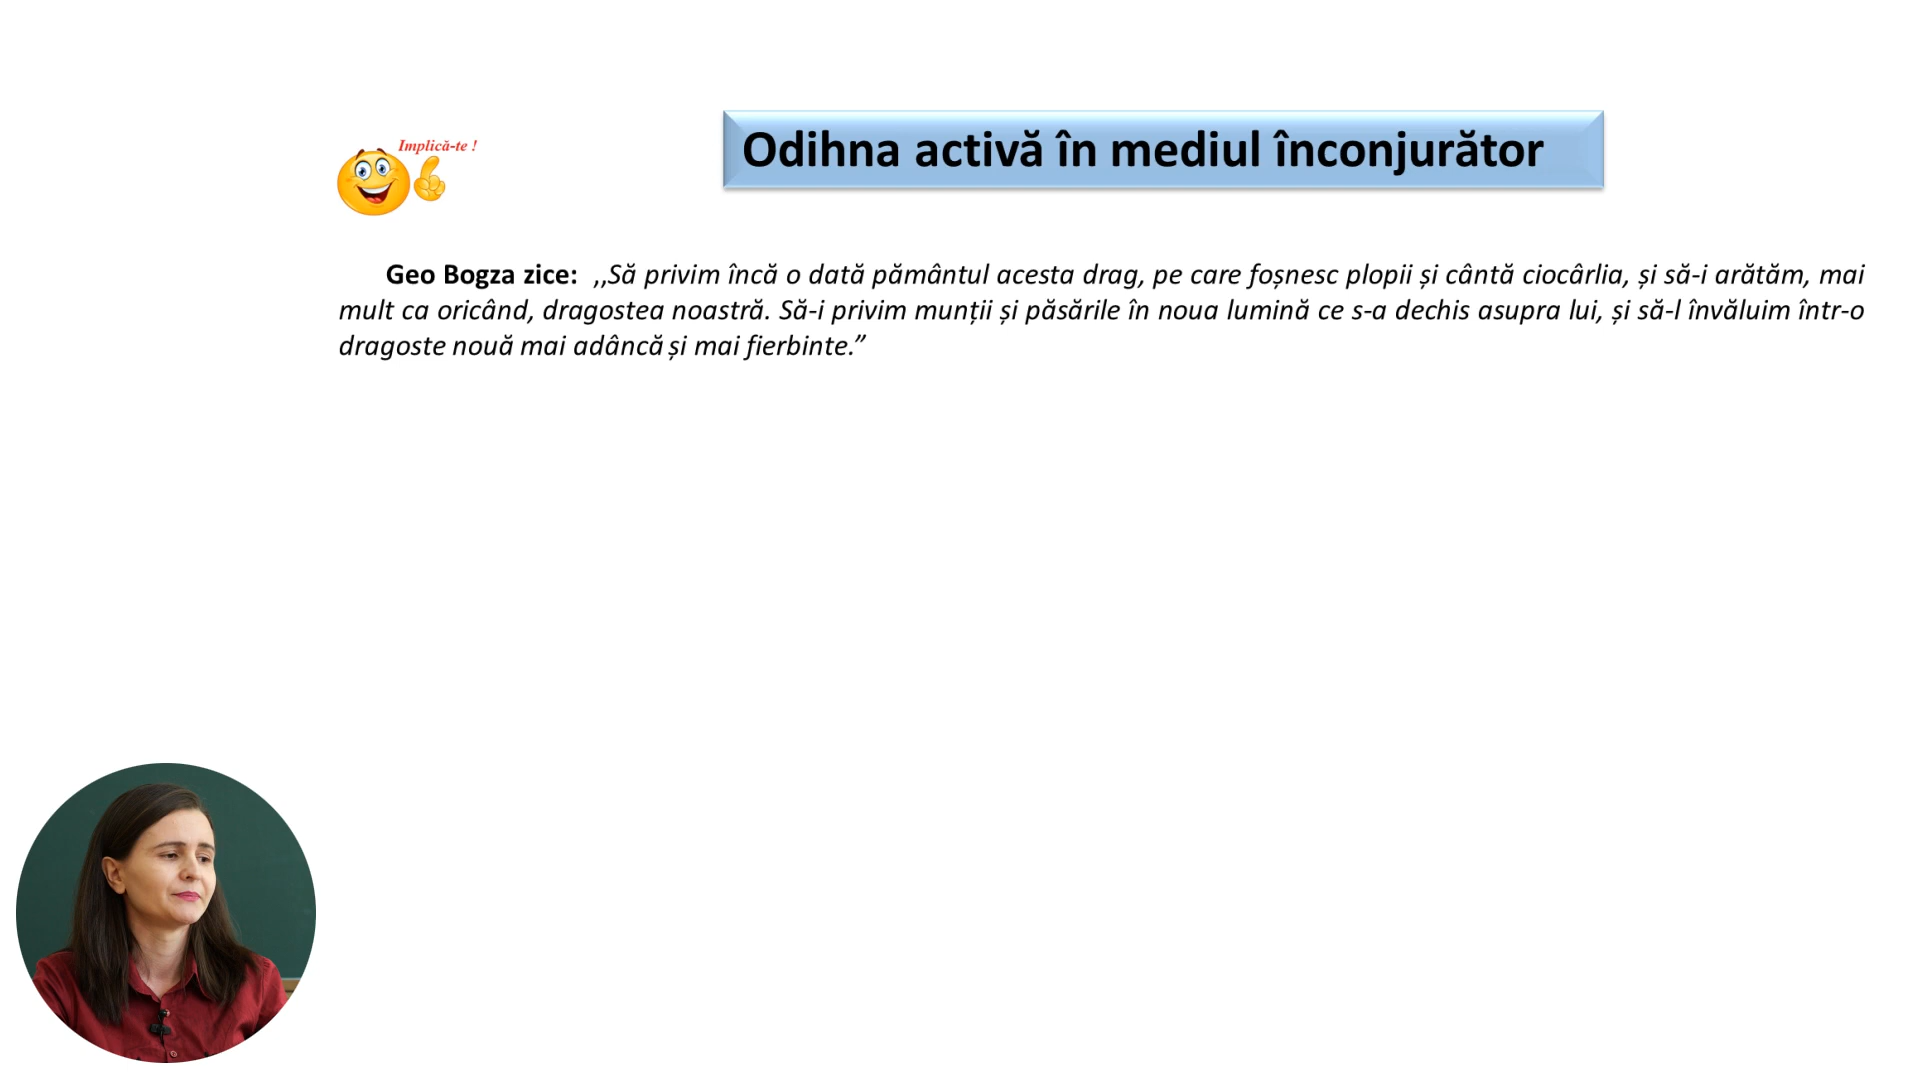 Implică-te !
Odihna activă în mediul înconjurător
Geo Bogza zice: ,,Să privim încă o dată pământul acesta drag, pe care foșnesc plopii și cântă ciocârlia, și să-i arătăm, mai
mult ca oricând, dragostea noastră. Să-i privim munții și păsările în noua lumină ce s-a dechis asupra lui, și să-l învăluim într-o
dragoste nouă mai adâncă și mai fierbinte.”